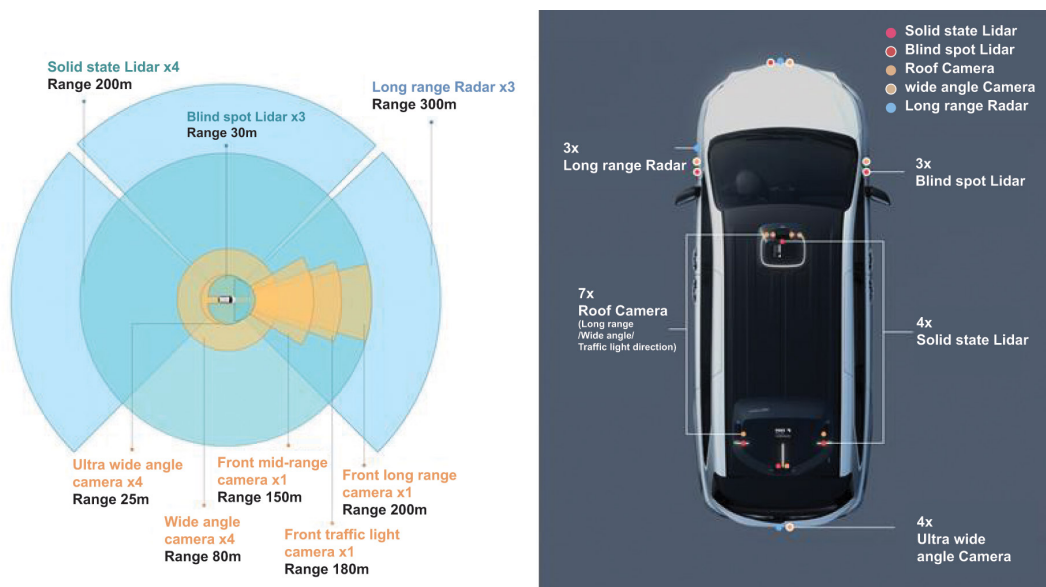 Solid state Lidar x4
Range 200m
Blind spot Lidar x3
Range 30m
Long range Radar x3
Range 300m
Ultra wide angle
camera x4
Range 25m
Wide angle
camera x4
Range 80m
Front mid-range
camera x1
Range 150m
Front traffic light
camera x1
Range 180m
Front long range
camera x1
Range 200m
Solid state Lidar
Blind spot Lidar
Roof Camera
wide angle Camera
Long range Radar
3x
Long range Radar
3x
Blind spot Lidar
7x
Roof Camera
(Long range
/Wide angle/
Traffic light direction)
4x
Solid state Lidar
4x
Ultra wide
angle Camera